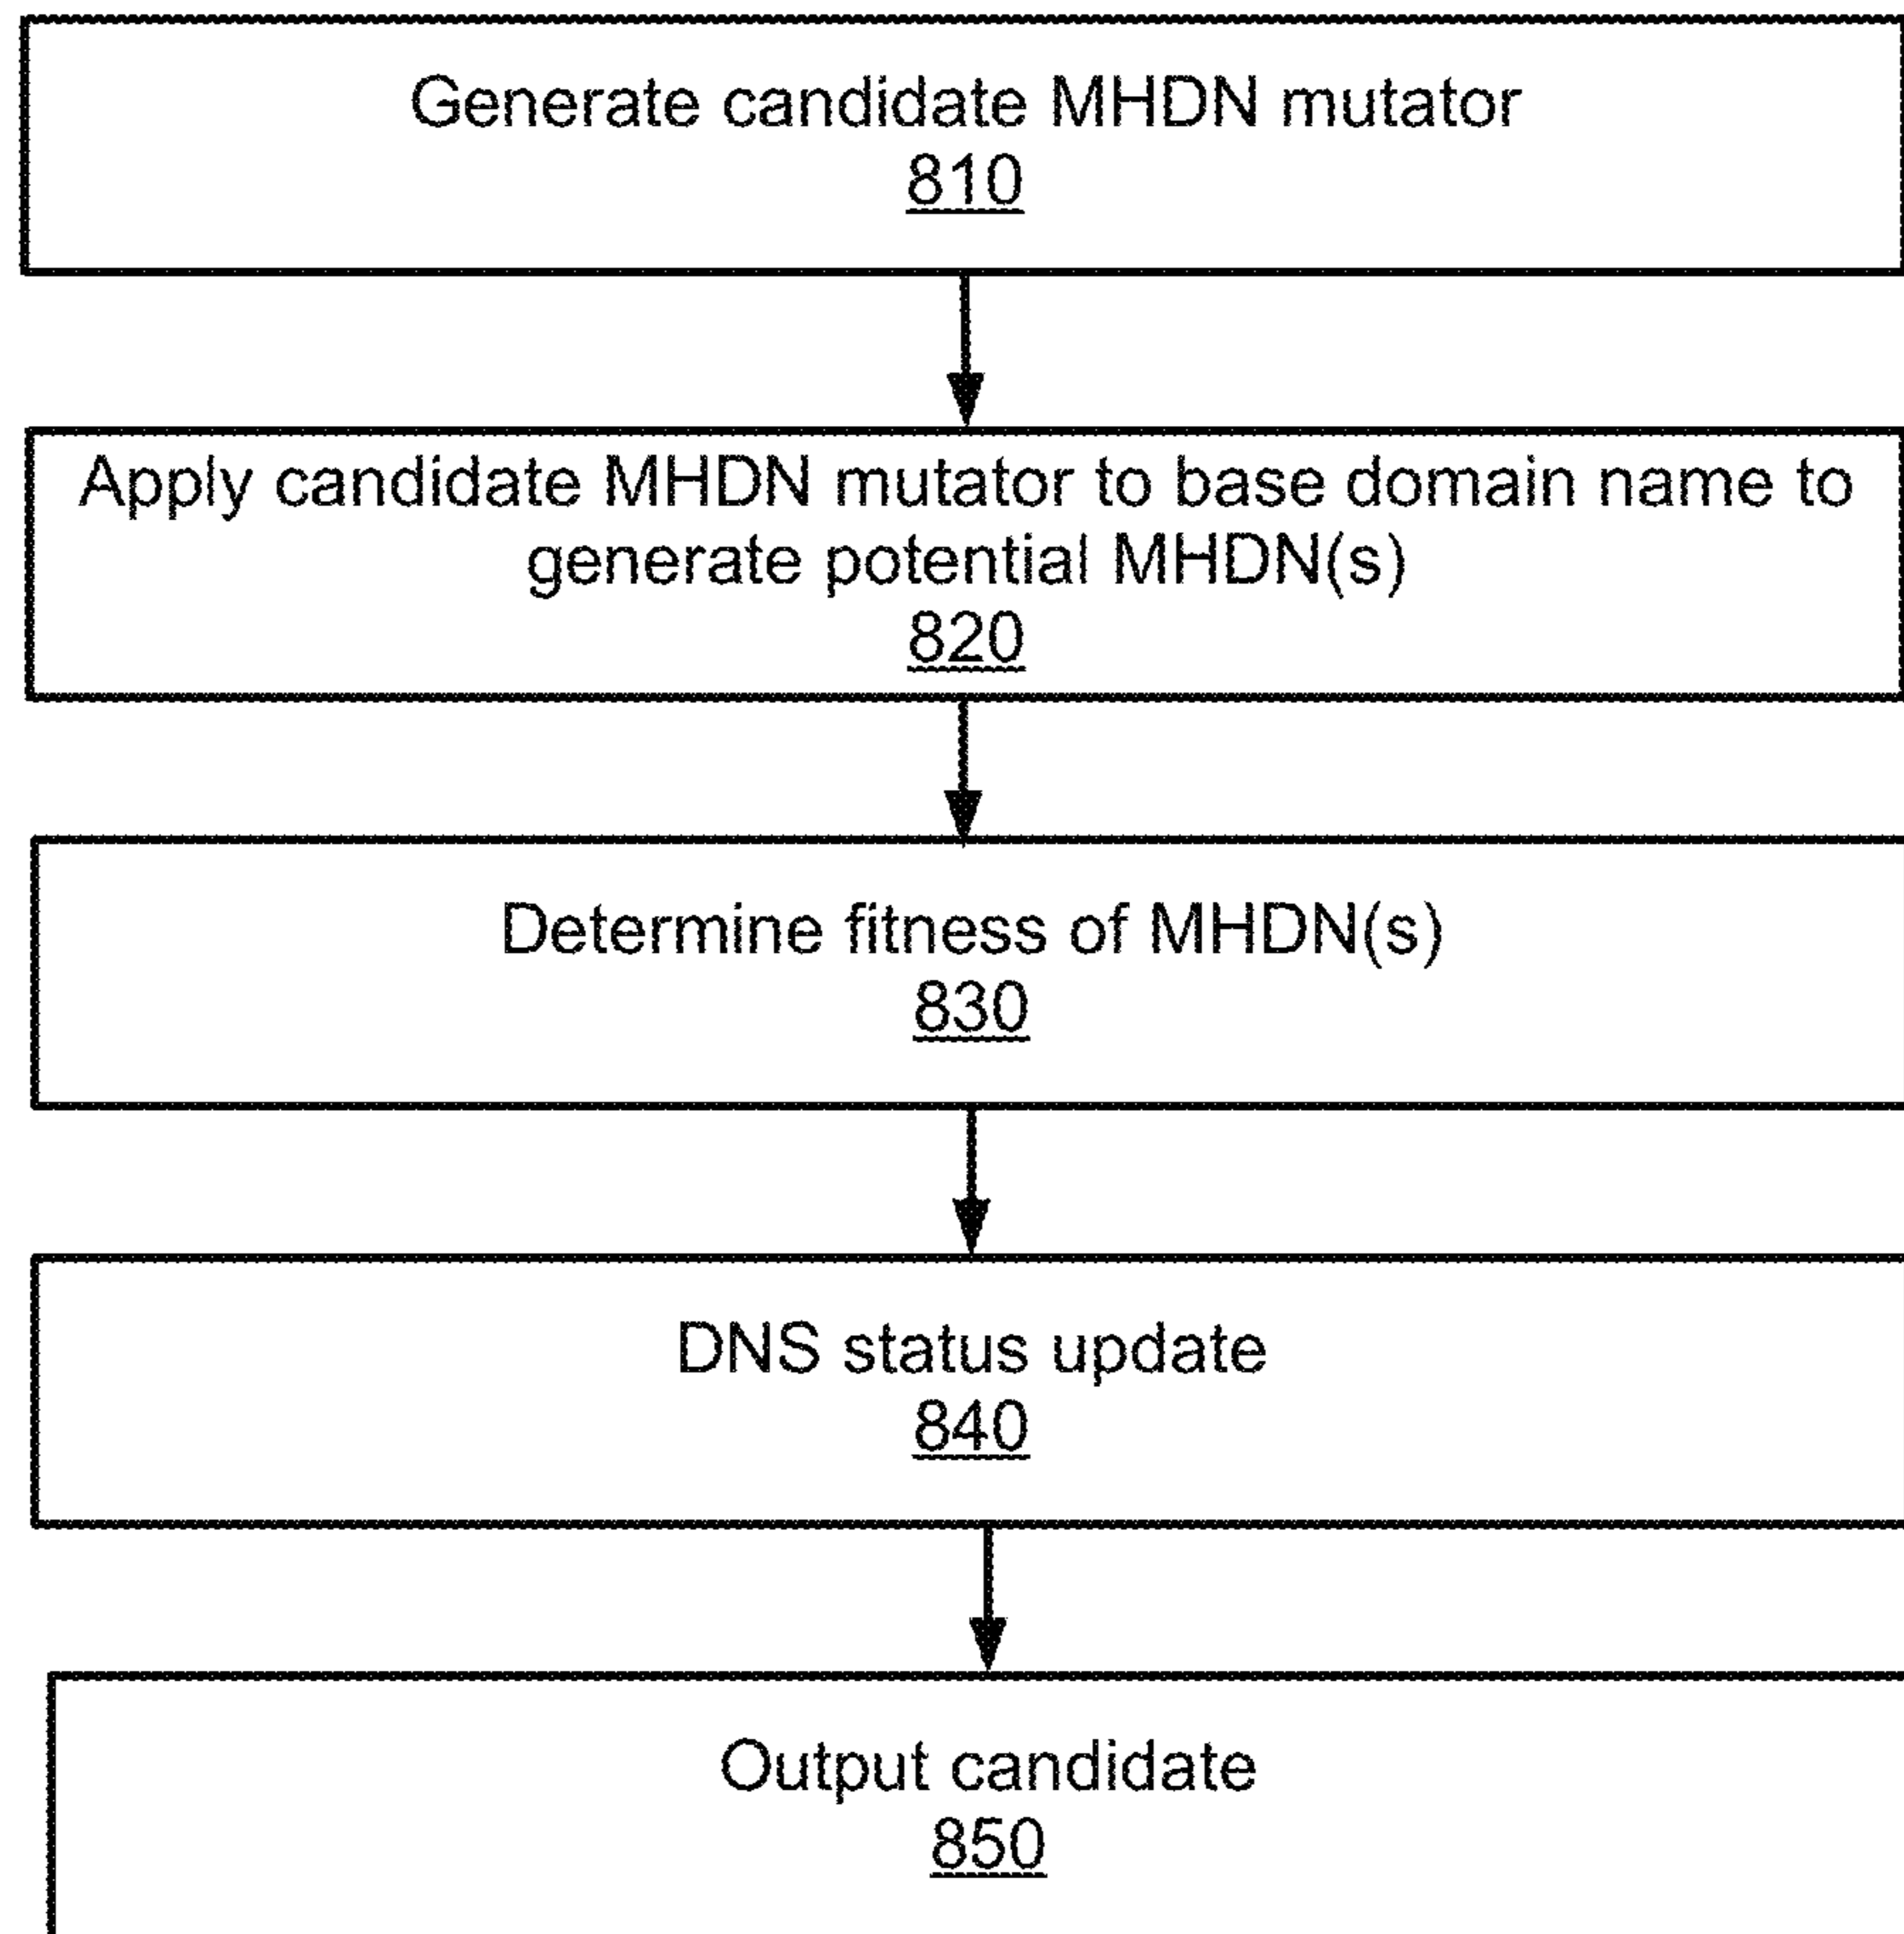 Generate candidate MHDN mutator
810
Apply candidate MHDN mutator to base domain name to
generate potential MHDN(s)
820
Determine fitness of MHDN(s)
830
DNS status update
840
Output candidate
850